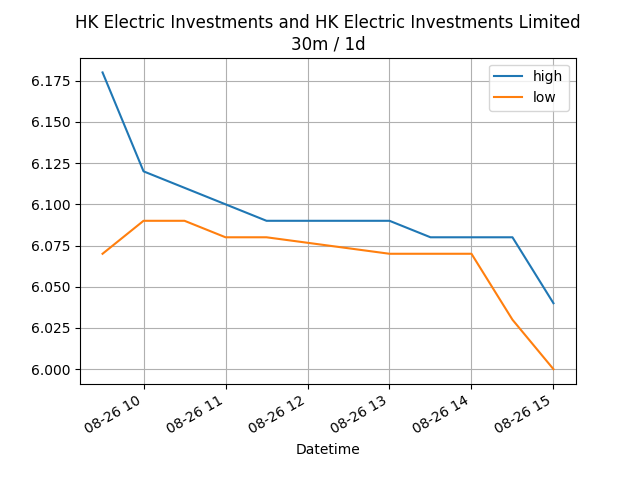 HK Electric Investments and HK Electric Investments Limited
30m / 1d
high
low
6.175
6.150
6.125
6.100
6.075
6.050
6.025
6.000
08-26 10
08-26 11
08-26 12
08-26 13
08-26 14
08-26 15
Datetime